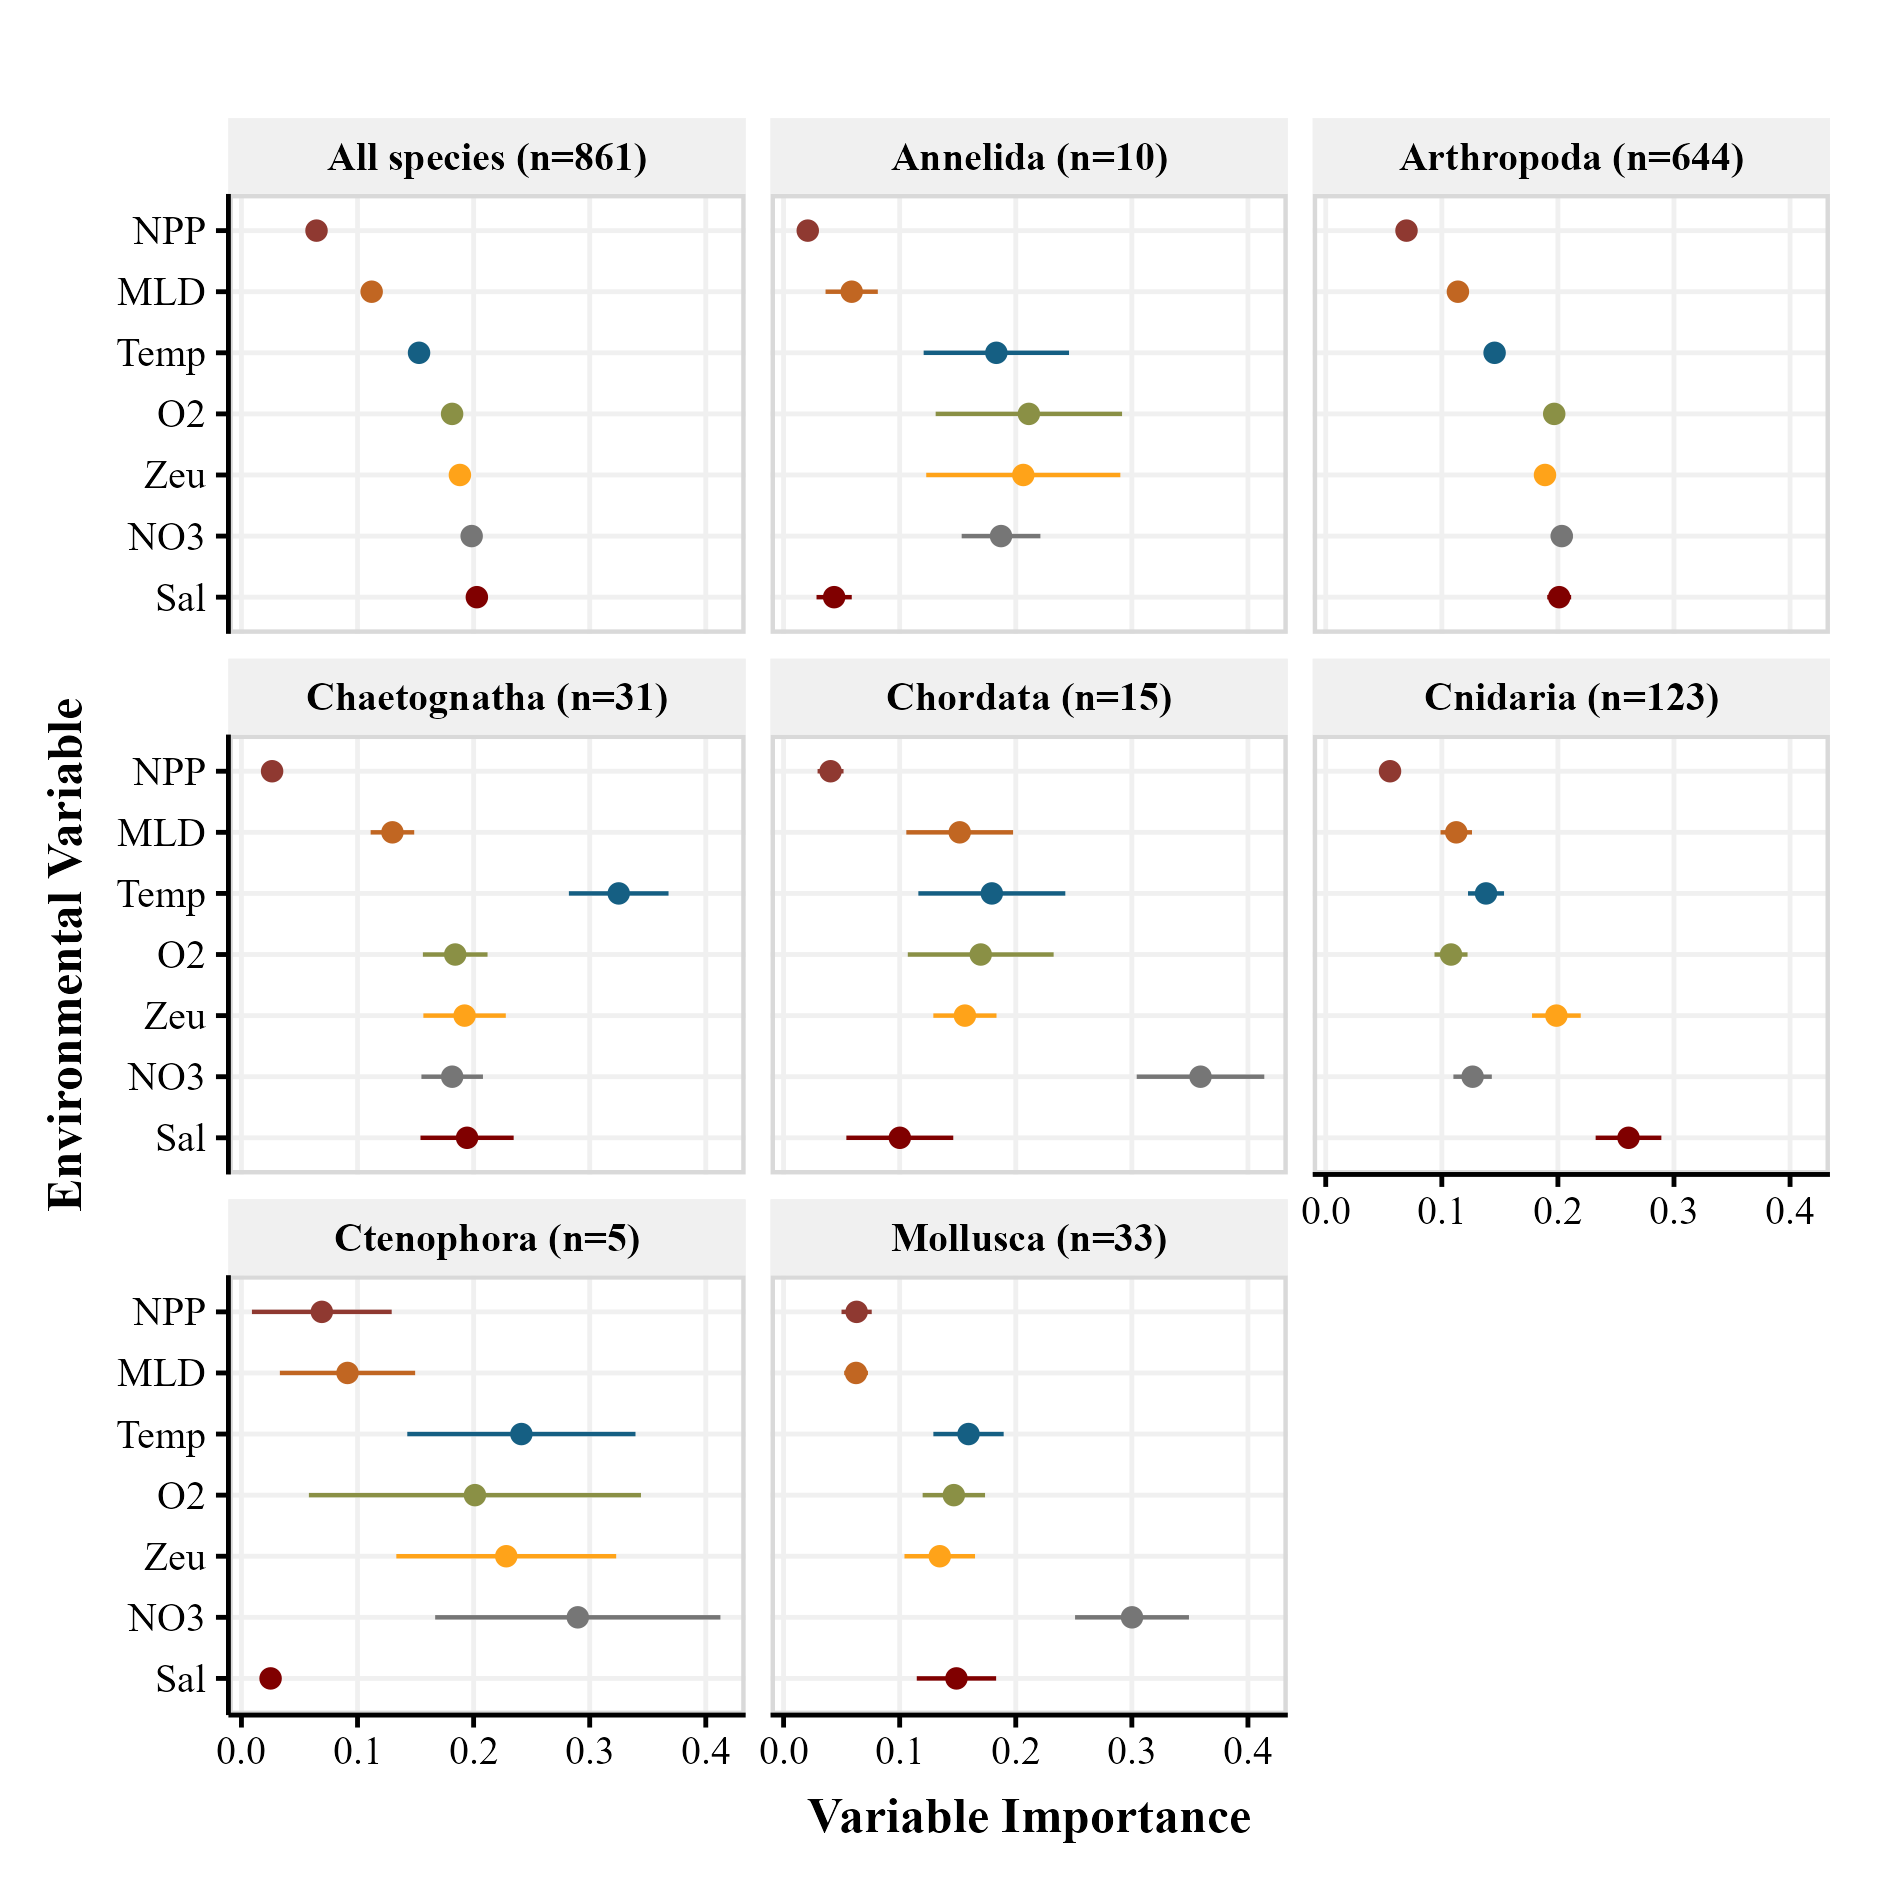 All species (n=861)
Annelida (n=10)
Arthropoda (n=644)
NPP
MLD
Temp
O2
Zeu
NO3
Sal
Chaetognatha (n=31)
Chordata (n=15)
Cnidaria (n=123)
NPP
MLD
Temp
O2
Zeu
NO3
Sal
0.0 0.1 0.2 0.3 0.4
Ctenophora (n=5)
Mollusca (n=33)
NPP
MLD
Temp
O2
Zeu
NO3
Sal
0.0 0.1 0.2 0.3 0.4
0.0 0.1 0.2 0.3 0.4
Environmental Variable
Variable Importance